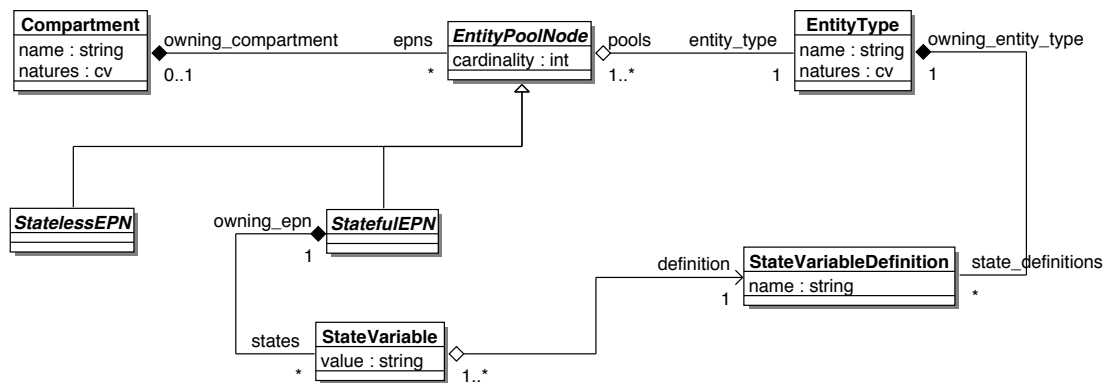 Compartment
name : string
natures : cv
owning_compartment
0..1
epns
*
EntityPoolNode
cardinality : int
pools
1..*
entity_type
1
EntityType
name : string
natures : cv
owning_entity_type
1
StatelessEPN
owning_epn
1
StatefulEPN
definition
1
StateVariableDefinition
name : string
state_definitions
*
states
*
StateVariable
value : string
1..*